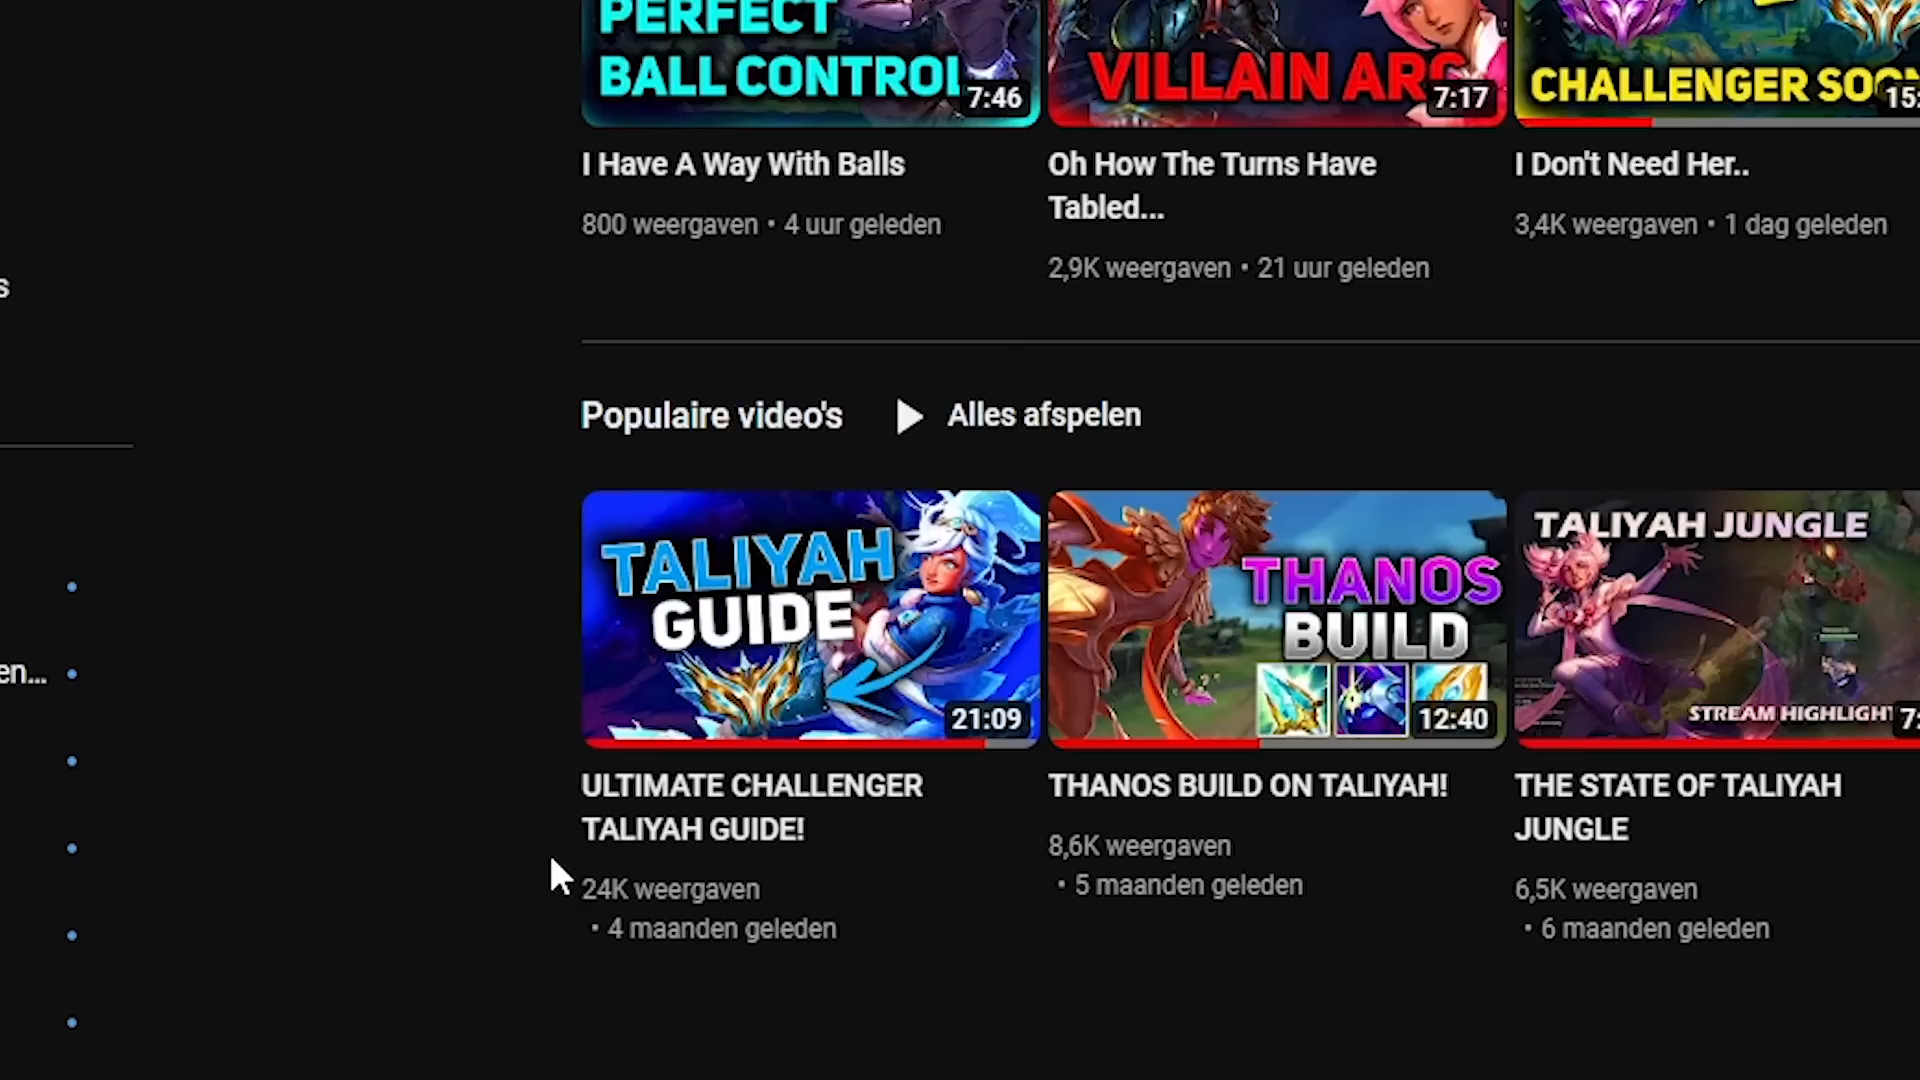 PERFECT
BALL CONTROL
7:46
VILLAIN ARC
7:17
CHALLENGER SOON
15:
I Have A Way With Balls
800 weergaven • 4 uur geleden
Oh How The Turns Have
Tabled...
2,9K weergaven • 21 uur geleden
I Don't Need Her..
3,4K weergaven • 1 dag geleden
s
Populaire video's
Alles afspelen
en...
TALIYAH
GUIDE
21:09
THANOS
BUILD
12:40
TALIYAH JUNGLE
STREAM HIGHLIGHT
7:
ULTIMATE CHALLENGER
TALIYAH GUIDE!
24K weergaven
• 4 maanden geleden
THANOS BUILD ON TALIYAH!
8,6K weergaven
• 5 maanden geleden
THE STATE OF TALIYAH
JUNGLE
6,5K weergaven
• 6 maanden geleden